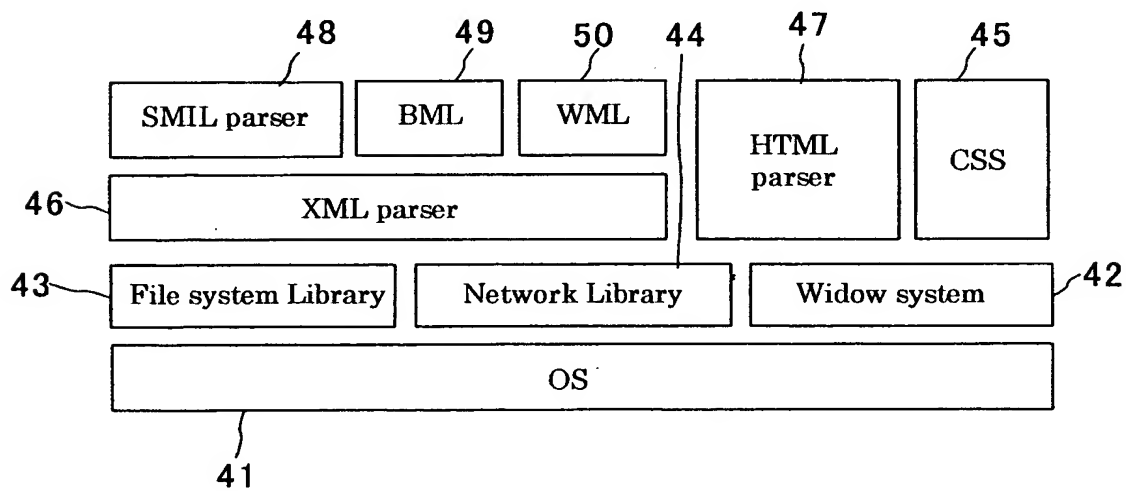 48 49 50 44 47 45
SMIL parser BML WML HTML parser CSS
46 XML parser
43 File system Library Network Library Widow system 42
OS
41